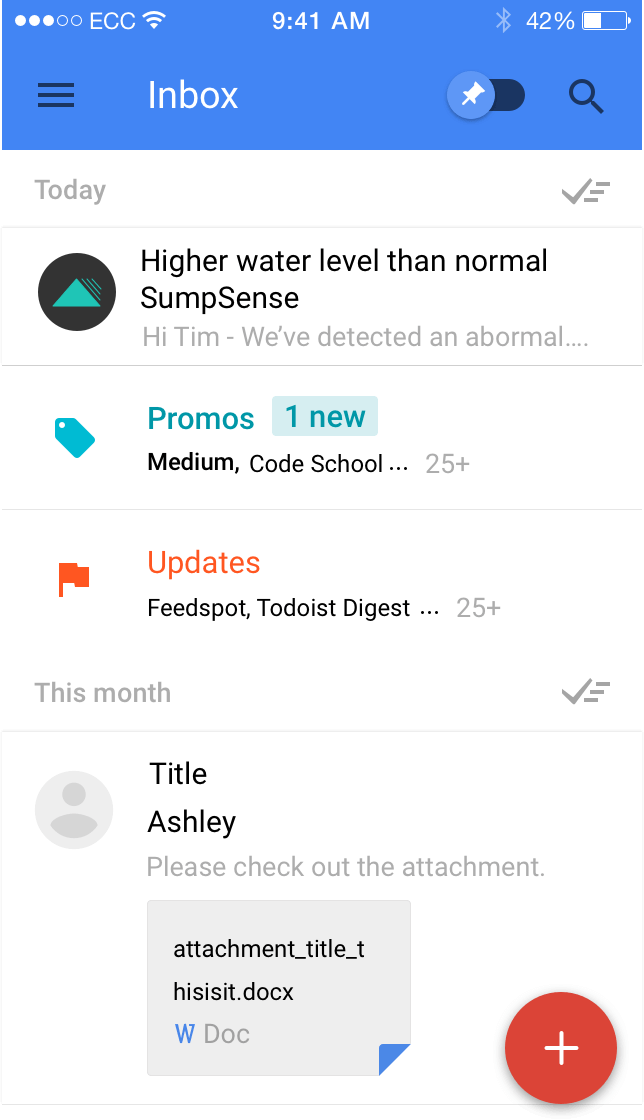 ECC 9:41 AM 42%
Inbox
Today
Higher water level than normal
SumpSense
Hi Tim - We’ve detected an abormal....
Promos 1 new
Medium, Code School ... 25+
Updates
Feedspot, Todoist Digest ... 25+
This month
Title
Ashley
Please check out the attachment.
attachment_title_t
hisisit.docx
W Doc